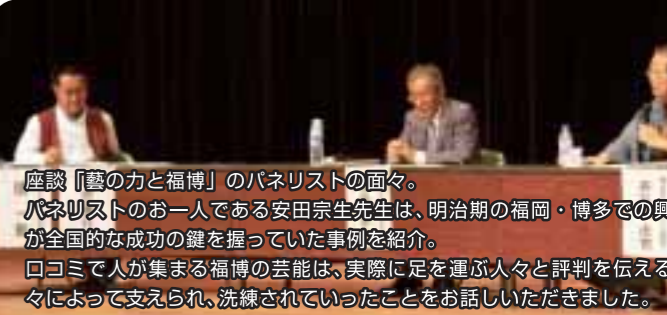 座談「藝の力と福博」のパネリストの面々。
パネリストのお一人である安田宗生先生は、明治期の福岡・博多での興
が全国的な成功の鍵を握っていた事例を紹介。
口コミで人が集まる福博の芸能は、実際に足を運ぶ人々と評判を伝える
々によって支えられ、洗練されていったことをお話しいただきました。